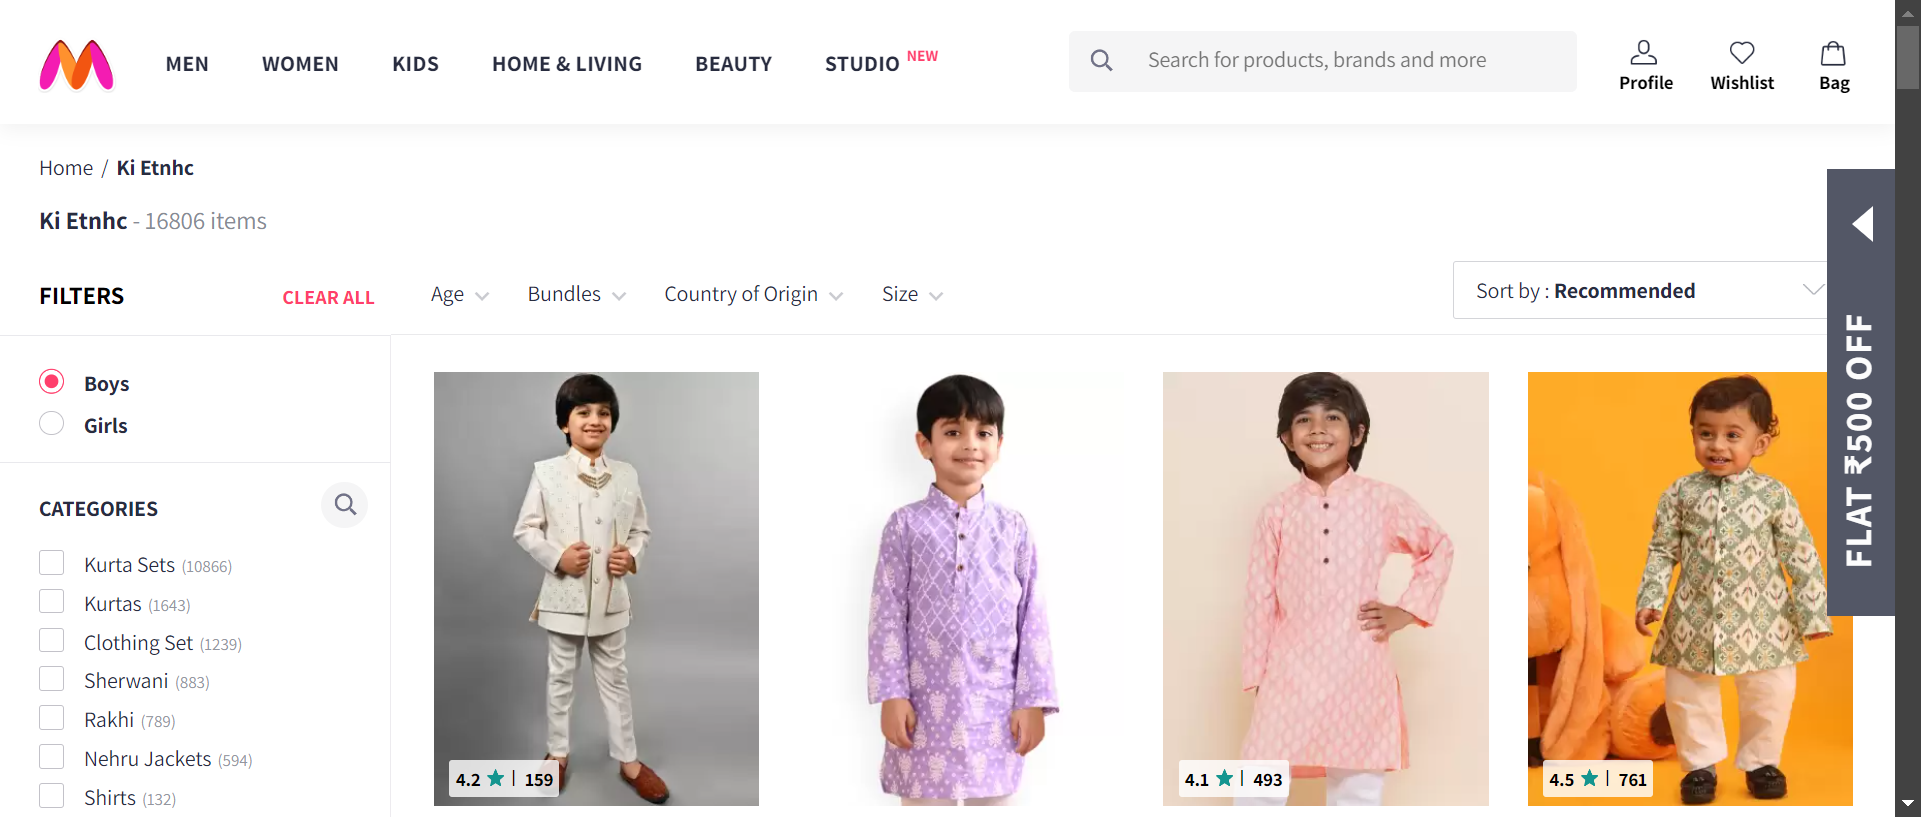 MEN WOMEN KIDS HOME & LIVING BEAUTY STUDIO NEW
Search for products, brands and more
Profile Wishlist Bag
Home / Ki Etnhc
Ki Etnhc - 16806 items
FILTERS CLEAR ALL
Age Bundles Country of Origin Size
Sort by : Recommended
FLAT ₹500 OFF
Boys
Girls
CATEGORIES
Kurta Sets (10866)
Kurtas (1643)
Clothing Set (1239)
Sherwani (883)
Rakhi (789)
Nehru Jackets (594)
Shirts (132)
4.2 ★ | 159
4.1 ★ | 493
4.5 ★ | 761